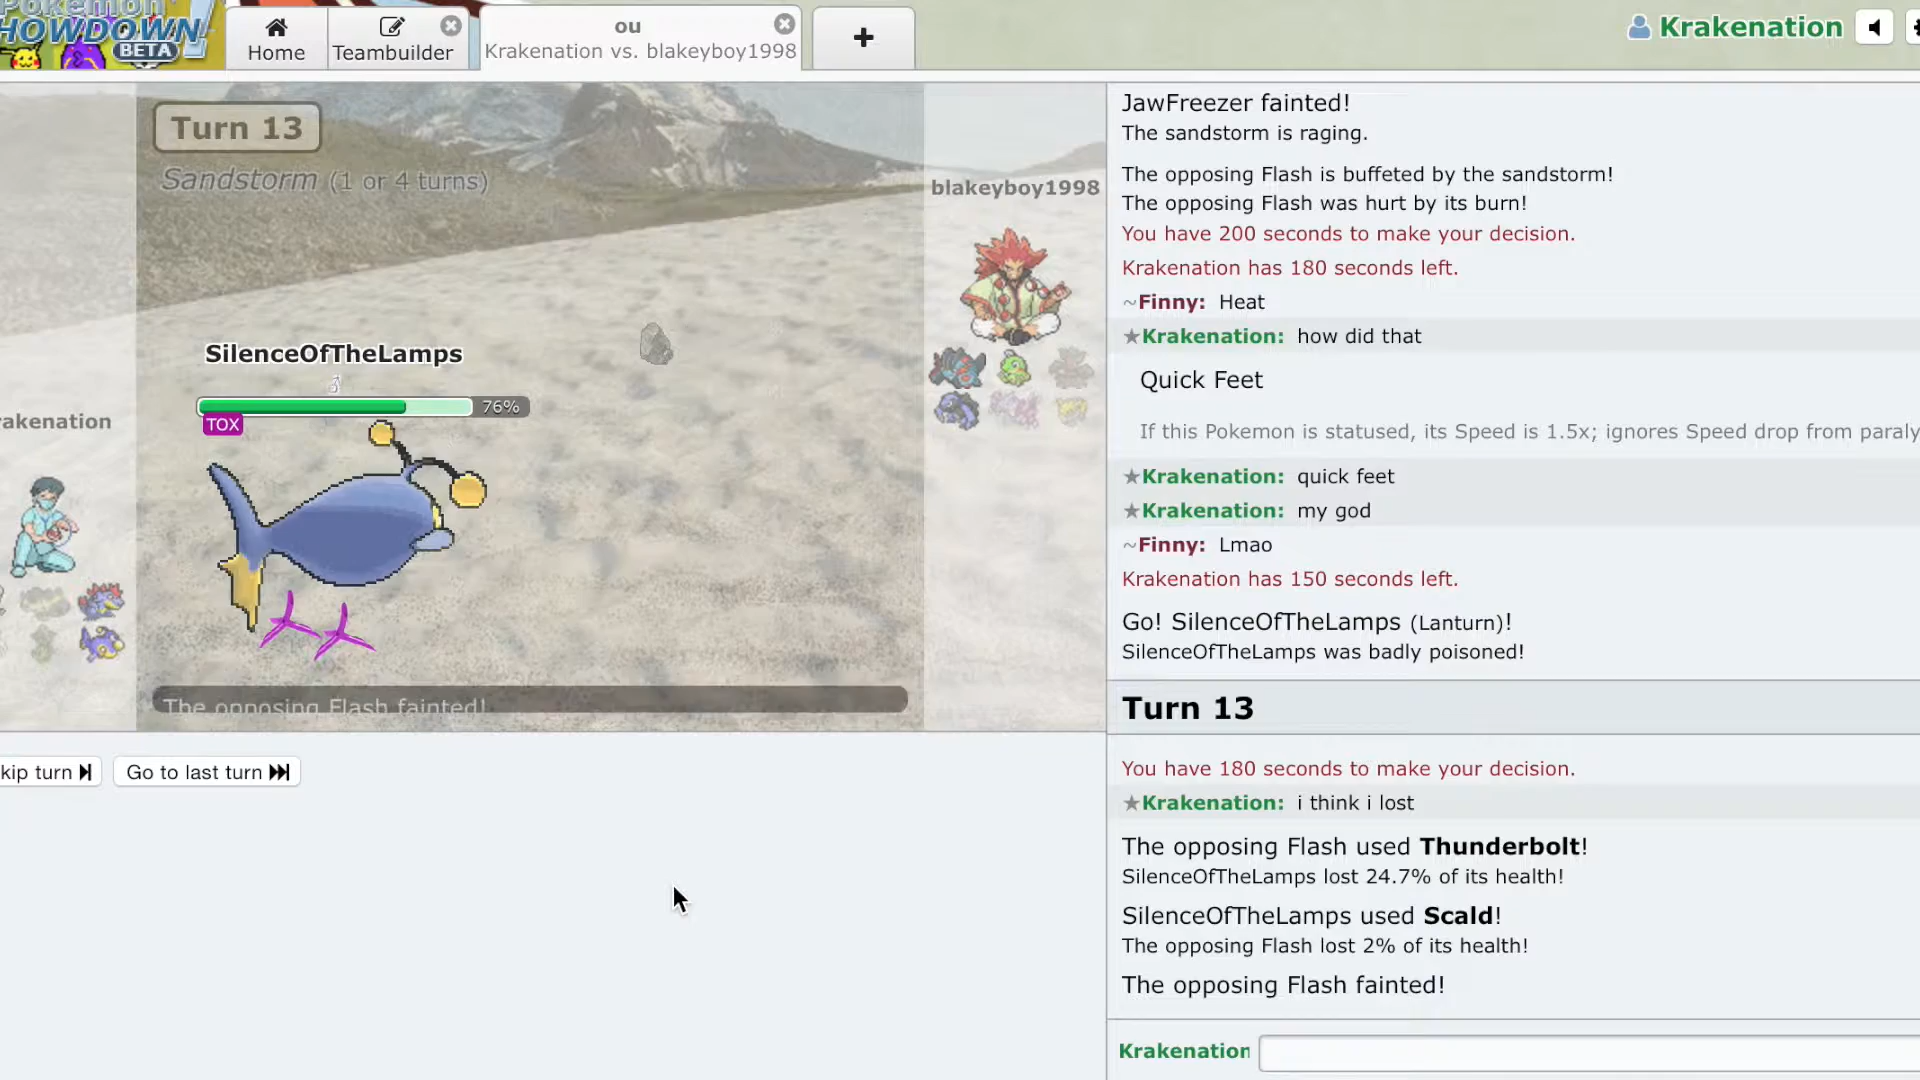 Pokémon
HOWDOWN
BETA
Home
Teambuilder
ou
Krakenation vs. blakeyboy1998
Krakenation
Turn 13
Sandstorm (1 or 4 turns)
SilenceOfTheLamps
76%
TOX
rakenation
blakeyboy1998
The opposing Flash fainted!
kip turn
Go to last turn
JawFreezer fainted!
The sandstorm is raging.
The opposing Flash is buffeted by the sandstorm!
The opposing Flash was hurt by its burn!
You have 200 seconds to make your decision.
Krakenation has 180 seconds left.
~Finny: Heat
★Krakenation: how did that
Quick Feet
If this Pokemon is statused, its Speed is 1.5x; ignores Speed drop from paraly
★Krakenation: quick feet
★Krakenation: my god
~Finny: Lmao
Krakenation has 150 seconds left.
Go! SilenceOfTheLamps (Lanturn)!
SilenceOfTheLamps was badly poisoned!
Turn 13
You have 180 seconds to make your decision.
★Krakenation: i think i lost
The opposing Flash used Thunderbolt!
SilenceOfTheLamps lost 24.7% of its health!
SilenceOfTheLamps used Scald!
The opposing Flash lost 2% of its health!
The opposing Flash fainted!
Krakenation